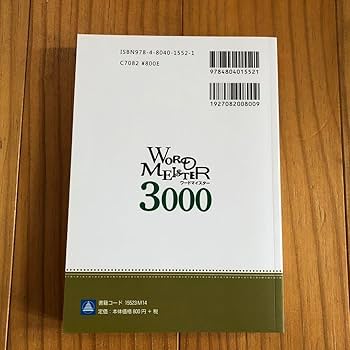 ISBN978-4-8040-1552-1
C7082 ¥800E
9784804015521
1927082008009
WORD
MEISTER
ワードマイスター
3000
書籍コード 15523M14
定価：本体価格 800 円 + 税